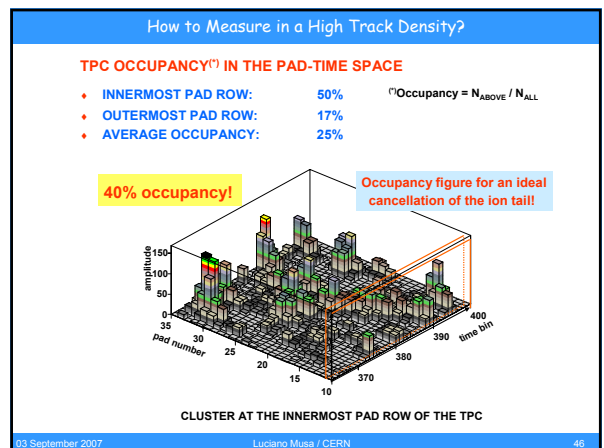 How to Measure in a High Track Density?
TPC OCCUPANCY(*) IN THE PAD-TIME SPACE
♦ INNERMOST PAD ROW: 50%
(*)Occupancy = NABOVE / NALL
♦ OUTERMOST PAD ROW: 17%
♦ AVERAGE OCCUPANCY: 25%
40% occupancy!
Occupancy figure for an ideal
cancellation of the ion tail!
amplitude
150
100
50
0
35
30
25
20
15
10
pad number
400
390
380
370
time bin
CLUSTER AT THE INNERMOST PAD ROW OF THE TPC
03 September 2007
Luciano Musa / CERN
46